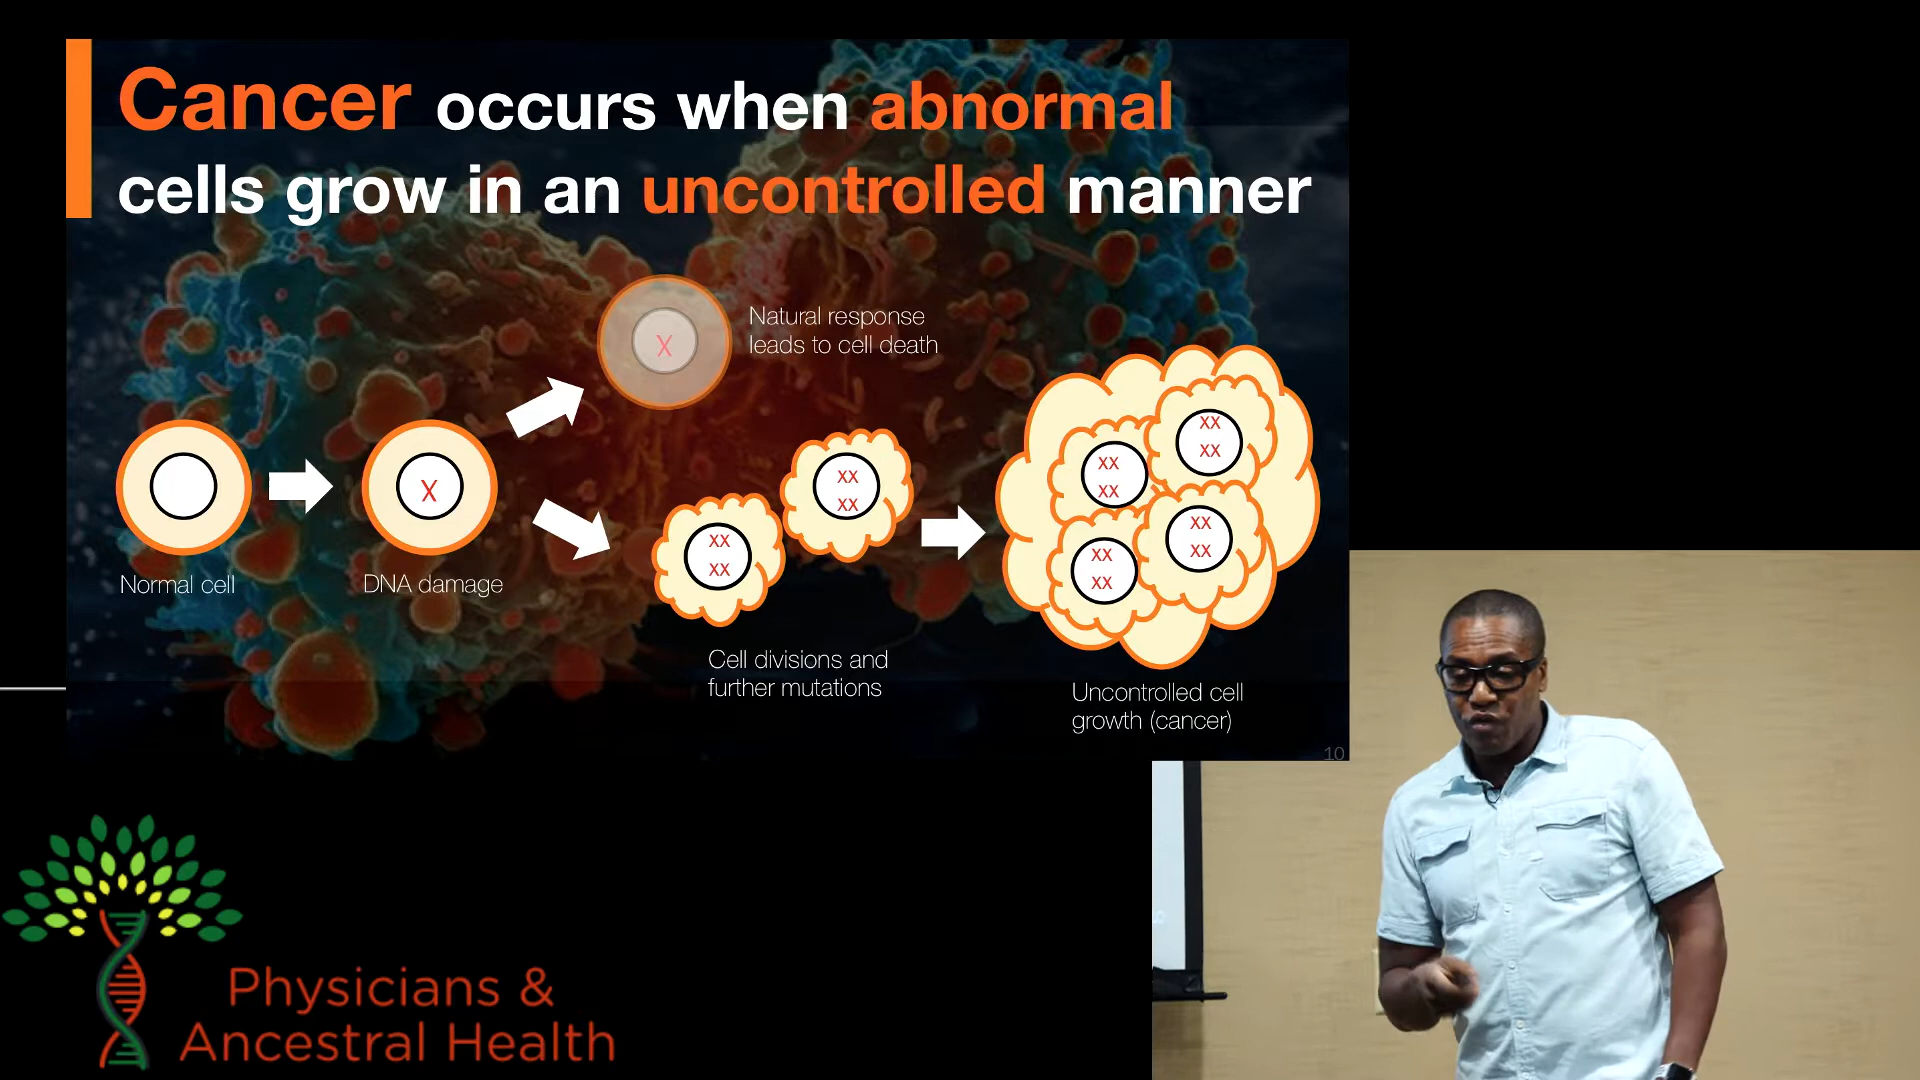 Cancer occurs when abnormal
cells grow in an uncontrolled manner
Natural response
leads to cell death
X
X
Normal cell
DNA damage
XX
XX
XX
XX
Cell divisions and
further mutations
XX
XX
XX
XX
XX
XX
XX
XX
Uncontrolled cell
growth (cancer)
10
Physicians &
Ancestral Health